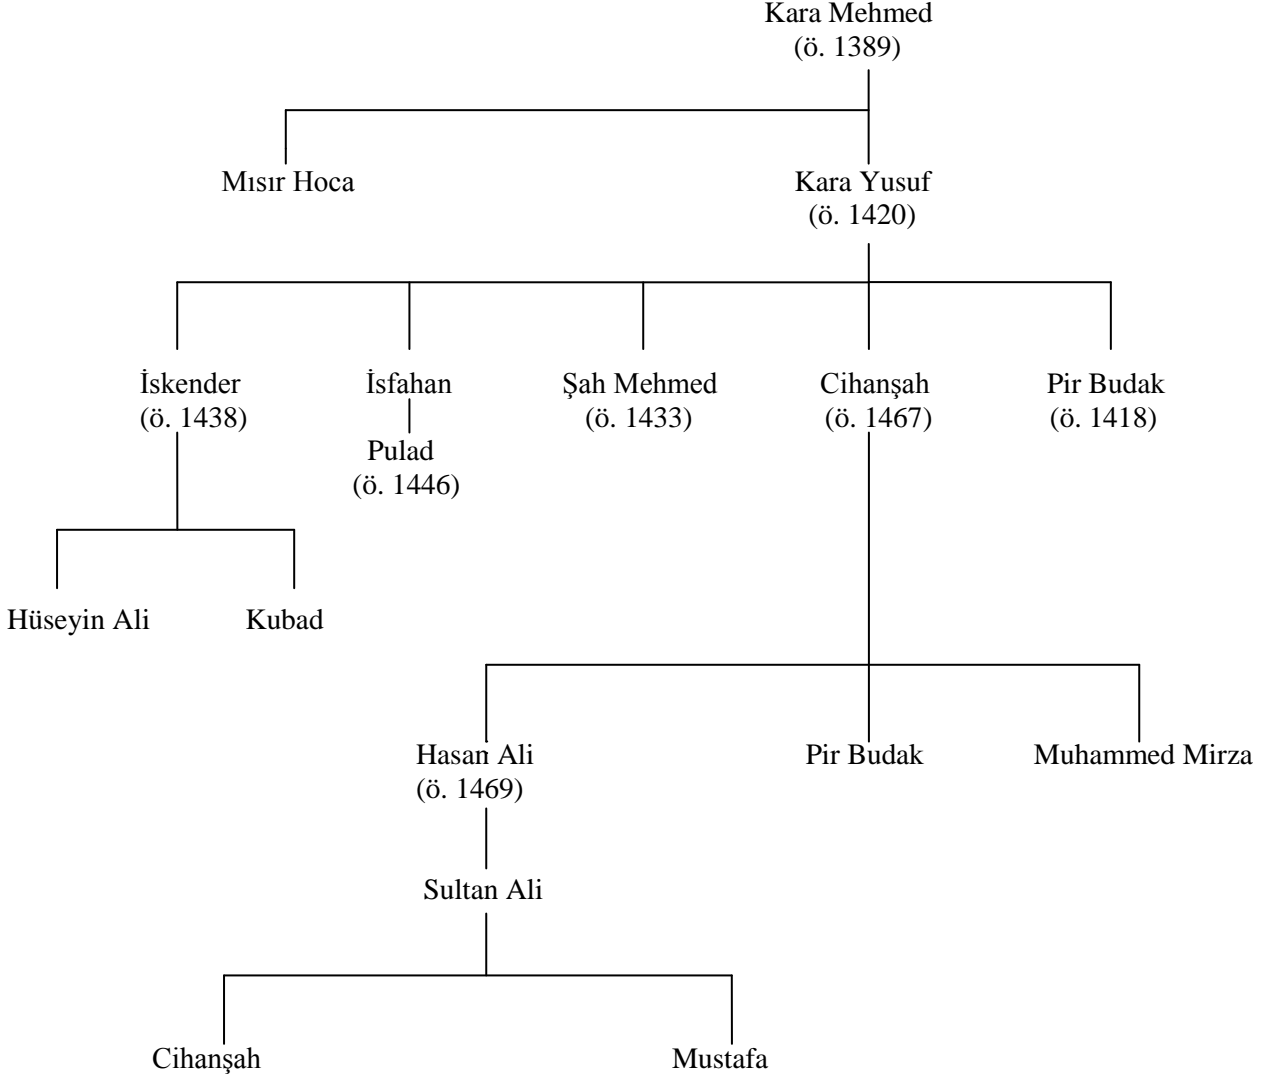 Kara Mehmed
(ö. 1389)
Mısır Hoca
Kara Yusuf
(ö. 1420)
İskender
(ö. 1438)
İsfahan
Pulad
(ö. 1446)
Şah Mehmed
(ö. 1433)
Cihanşah
(ö. 1467)
Pir Budak
(ö. 1418)
Hüseyin Ali
Kubad
Hasan Ali
(ö. 1469)
Pir Budak
Muhammed Mirza
Sultan Ali
Cihanşah
Mustafa